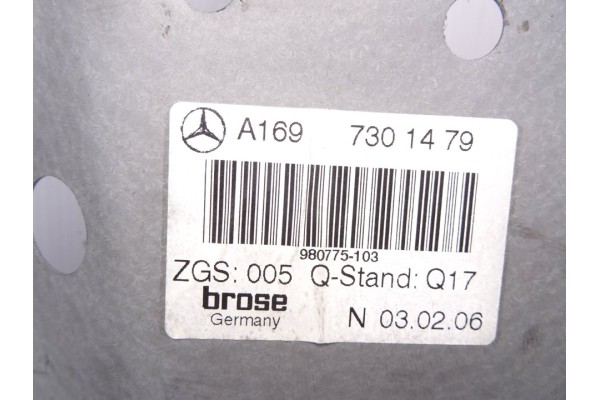 A169 730 14 79
980775-103
ZGS: 005 Q-Stand: Q17
brose
Germany N 03.02.06